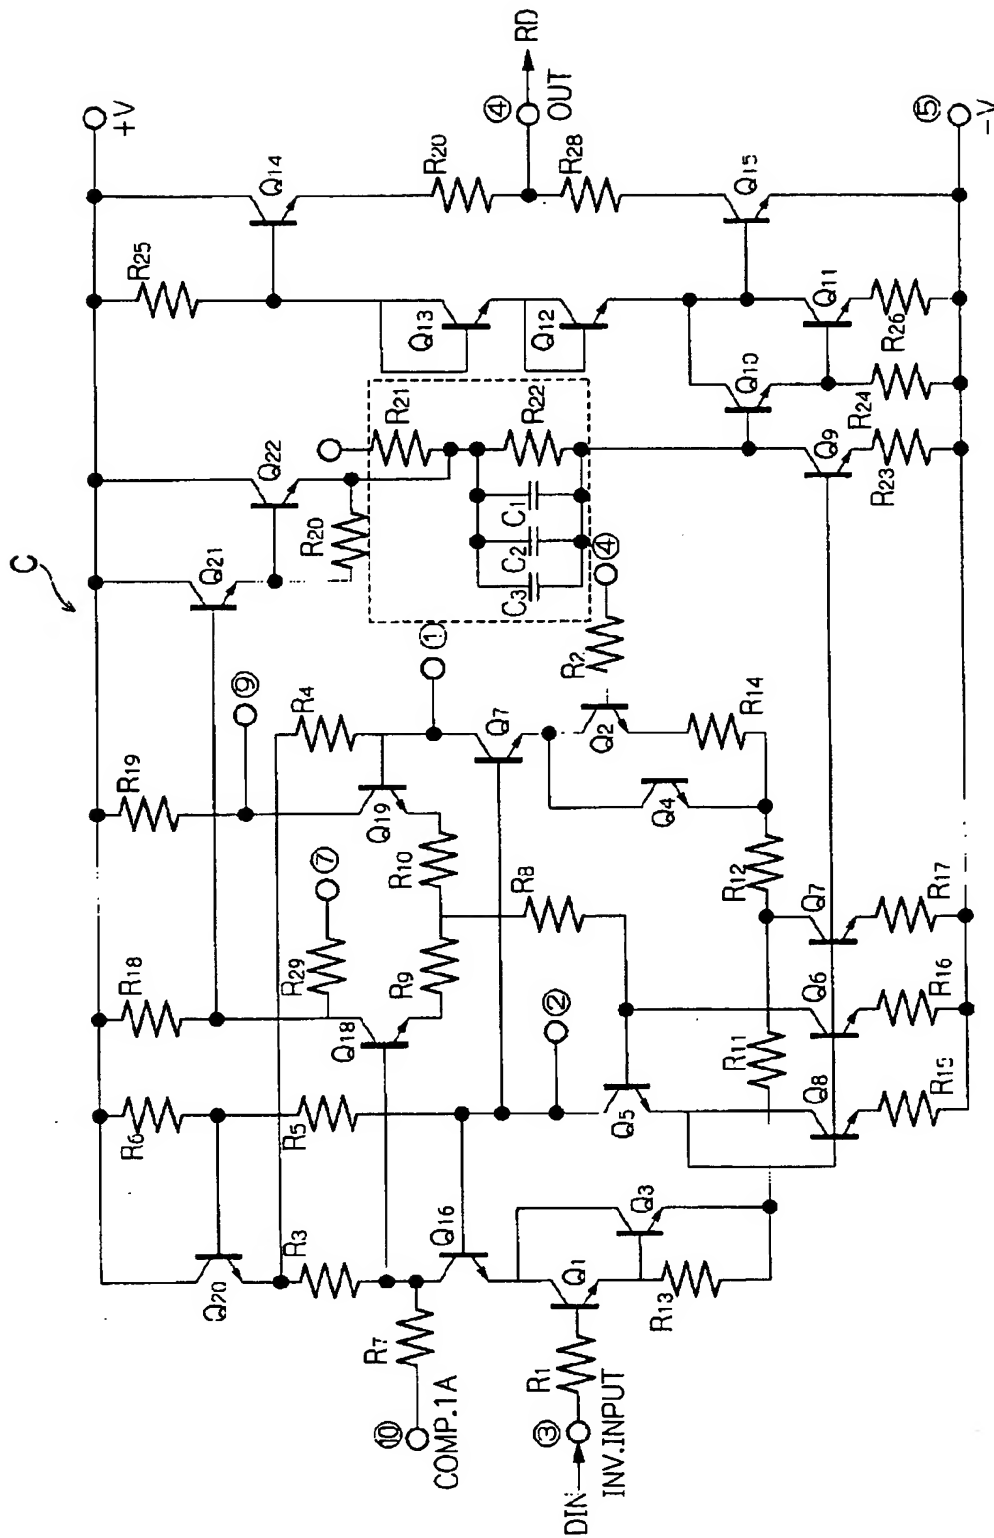 C
+V
④
RD
OUT
⑤
-V
R25
Q14
R20
R28
Q15
Q13
Q12
Q10
Q11
R26
R24
Q9
R23
Q22
R21
R22
R20
C1
C2
C3
④
Q21
⑨
①
R19
R4
Q19
Q7
R2
Q2
R14
Q4
R10
R12
R18
R29
⑦
R9
R8
Q18
②
Q7
R17
Q6
R16
R11
Q8
R15
Q5
R6
R5
Q20
R3
Q16
Q3
Q1
R13
R7
⑩
COMP.1A
R1
③
DIN
INV.INPUT